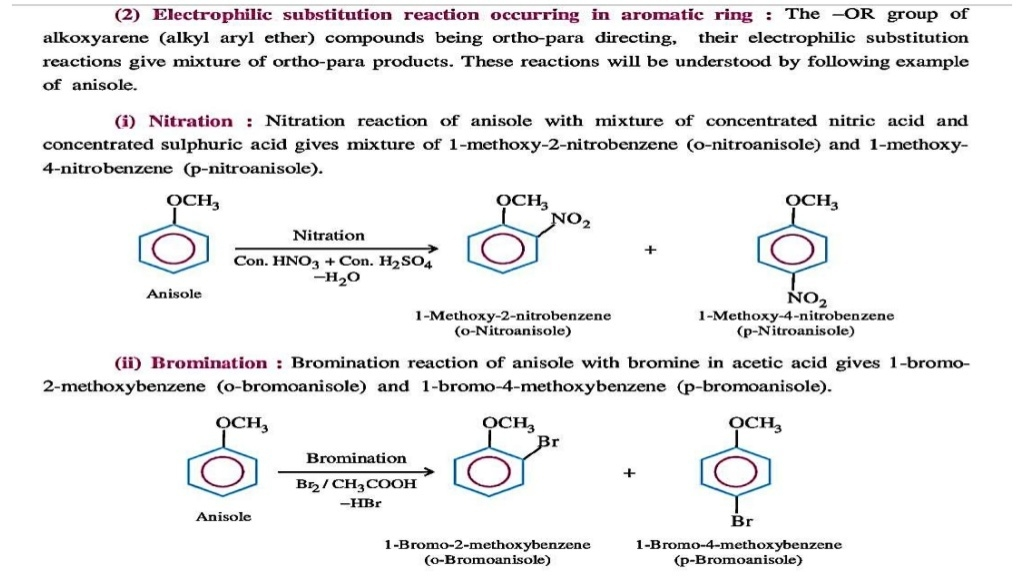 (2) Electrophilic substitution reaction occurring in aromatic ring : The –OR group of
alkoxyarene (alkyl aryl ether) compounds being ortho-para directing, their electrophilic substitution
reactions give mixture of ortho-para products. These reactions will be understood by following example
of anisole.
(i) Nitration : Nitration reaction of anisole with mixture of concentrated nitric acid and
concentrated sulphuric acid gives mixture of 1-methoxy-2-nitrobenzene (o-nitroanisole) and 1-methoxy-
4-nitrobenzene (p-nitroanisole).
OCH₃
Nitration
Con. HNO₃ + Con. H₂SO₄
–H₂O
Anisole
OCH₃
NO₂
1-Methoxy-2-nitrobenzene
(o-Nitroanisole)
+
OCH₃
NO₂
1-Methoxy-4-nitrobenzene
(p-Nitroanisole)
(ii) Bromination : Bromination reaction of anisole with bromine in acetic acid gives 1-bromo-
2-methoxybenzene (o-bromoanisole) and 1-bromo-4-methoxybenzene (p-bromoanisole).
OCH₃
Bromination
Br₂ / CH₃COOH
–HBr
Anisole
OCH₃
Br
1-Bromo-2-methoxybenzene
(o-Bromoanisole)
+
OCH₃
Br
1-Bromo-4-methoxybenzene
(p-Bromoanisole)